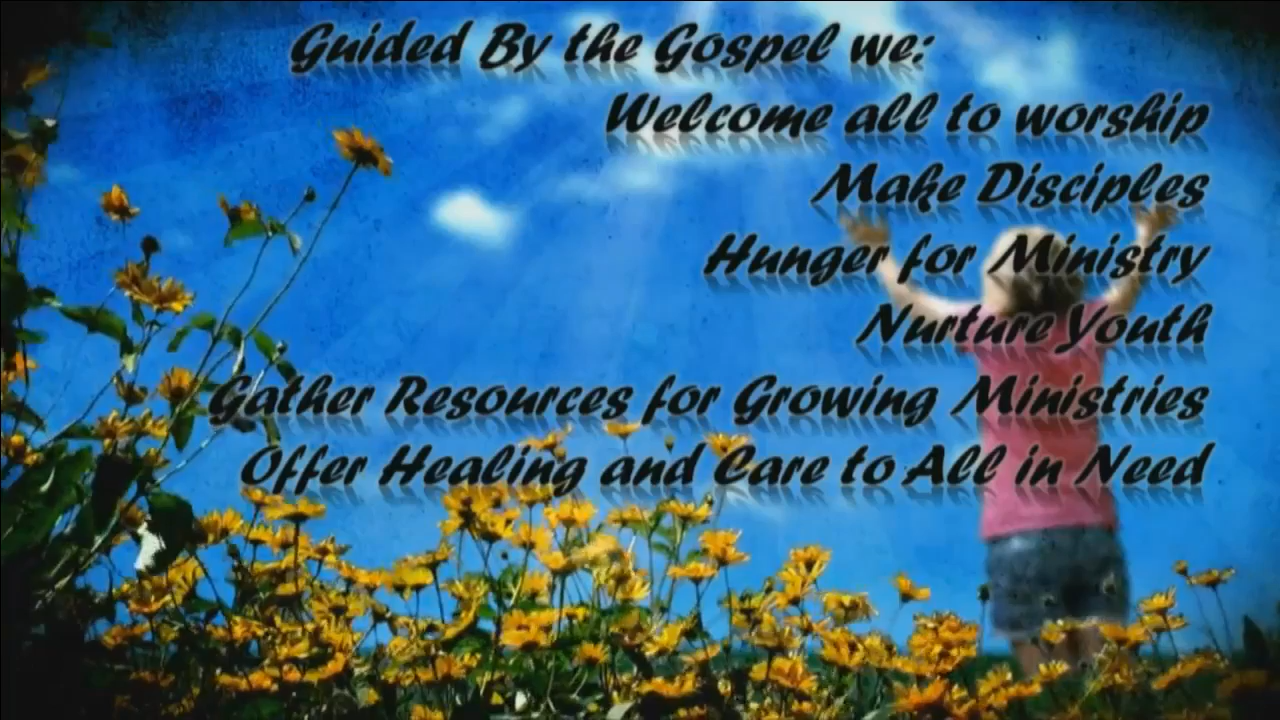 Guided By the Gospel we:
Welcome all to worship
Make Disciples
Hunger for Ministry
Nurture Youth
Gather Resources for Growing Ministries
Offer Healing and Care to All in Need